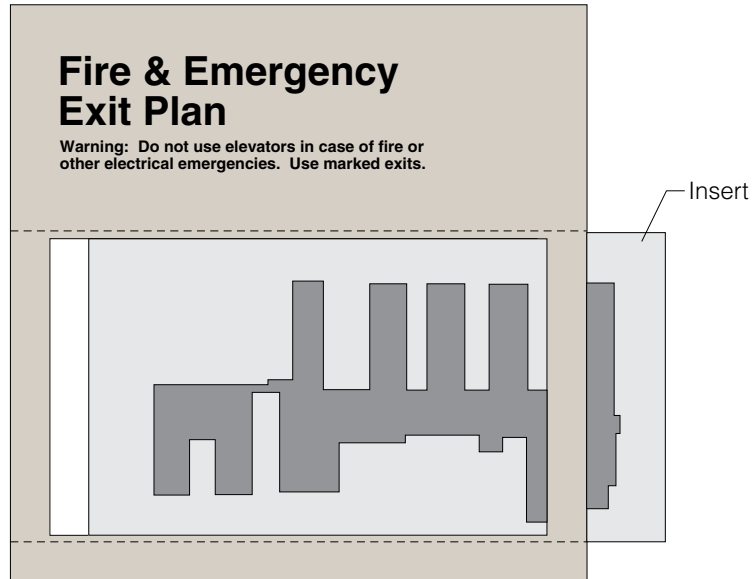 Fire & Emergency
Exit Plan
Warning:  Do not use elevators in case of fire or
other electrical emergencies.  Use marked exits.
Insert